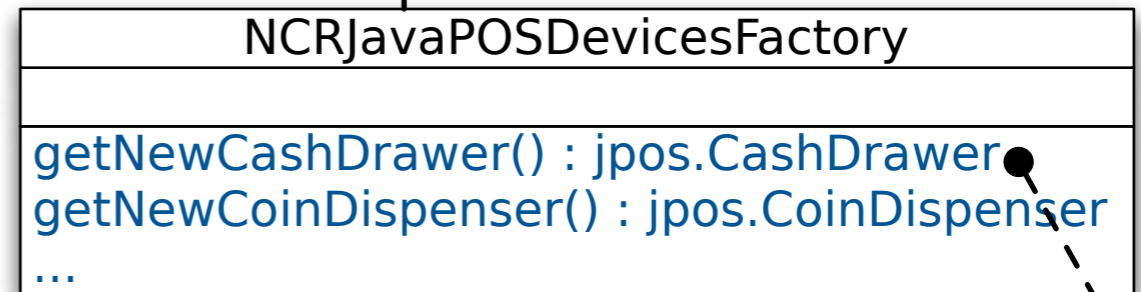 NCRJavaPOSDevicesFactory
getNewCashDrawer() : jpos.CashDrawer
getNewCoinDispenser() : jpos.CoinDispenser
...